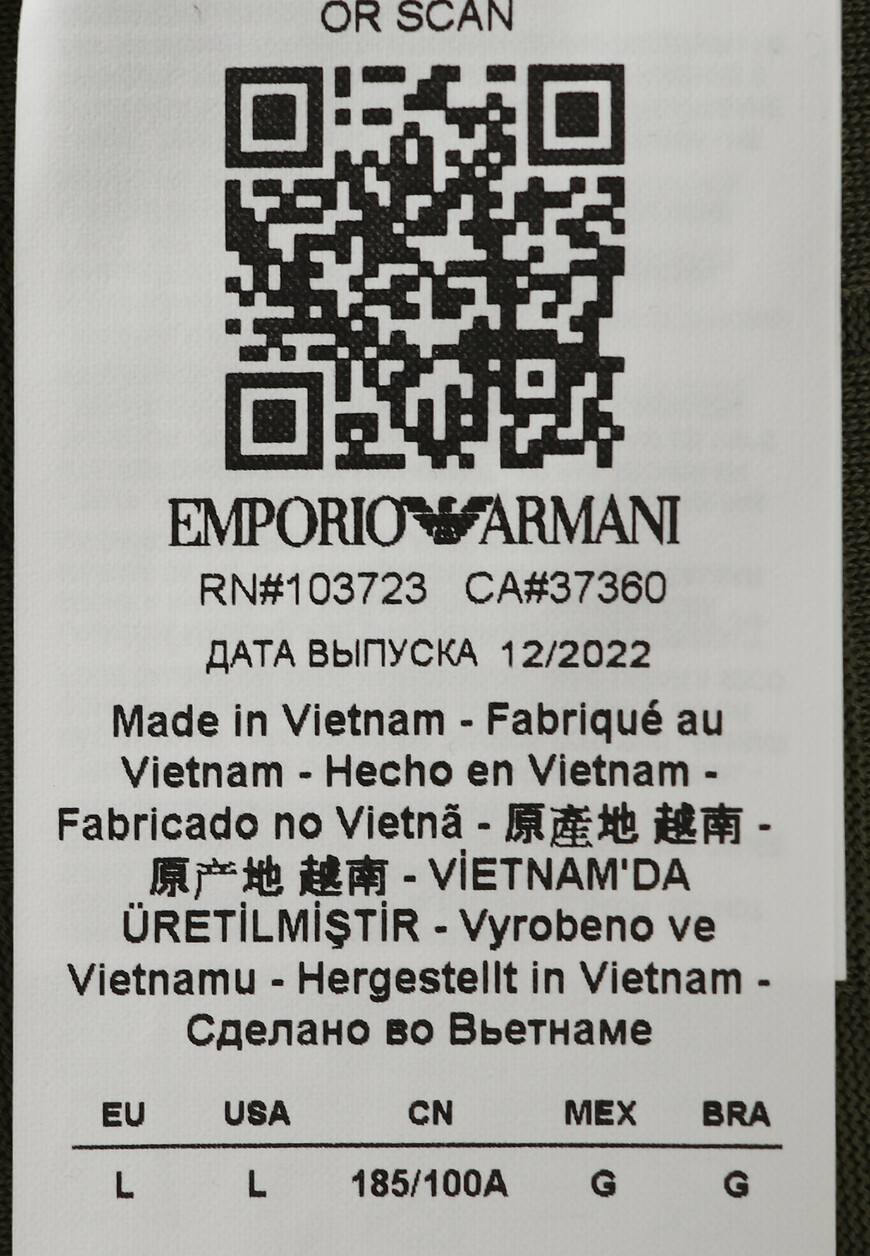 OR SCAN
EMPORIO ARMANI
RN#103723 CA#37360
ДАТА ВЫПУСКА 12/2022
Made in Vietnam - Fabriqué au
Vietnam - Hecho en Vietnam -
Fabricado no Vietnã - 原產地 越南 -
原产地 越南 - VİETNAM'DA
ÜRETİLMİŞTİR - Vyrobeno ve
Vietnamu - Hergestellt in Vietnam -
Сделано во Вьетнаме
EU USA CN MEX BRA
L L 185/100A G G